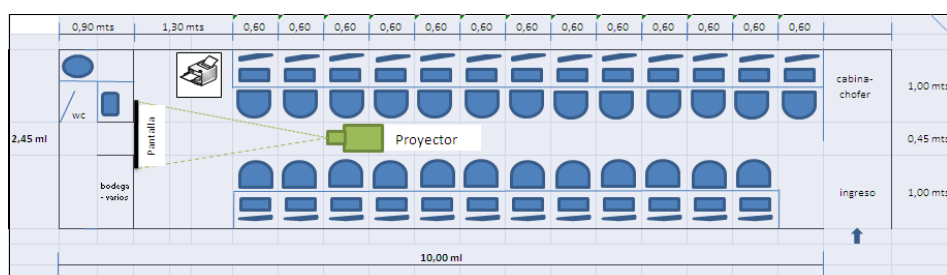 0,90 mts 1,30 mts 0,60 0,60 0,60 0,60 0,60 0,60 0,60 0,60 0,60 0,60 0,60 0,60
cabina-
chofer
1,00 mts
wc
Pantalla
Proyector
2,45 ml
0,45 mts
bodega
- varios
ingreso
1,00 mts
10,00 ml